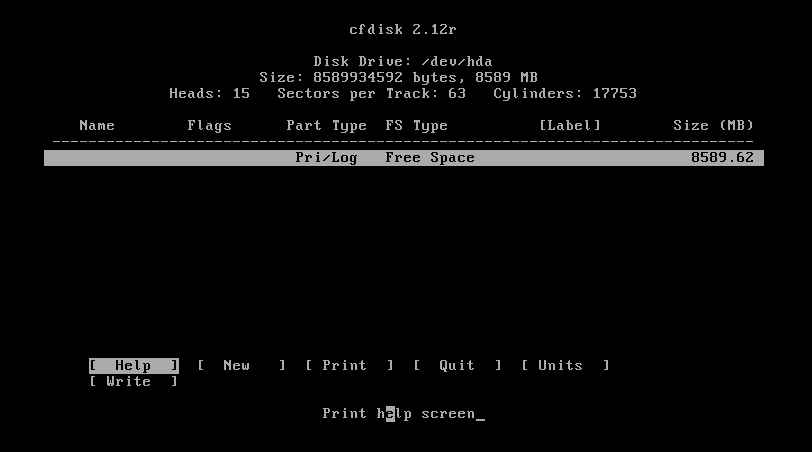 cfdisk 2.12r
Disk Drive: /dev/hda
Size: 8589934592 bytes, 8589 MB
Heads: 15   Sectors per Track: 63   Cylinders: 17753
Name   Flags   Part Type   FS Type   [Label]   Size (MB)
Pri/Log   Free Space   8589.62
[  Help  ]  [  New   ]  [ Print  ]  [  Quit  ]  [ Units  ]
[ Write  ]
Print help screen_